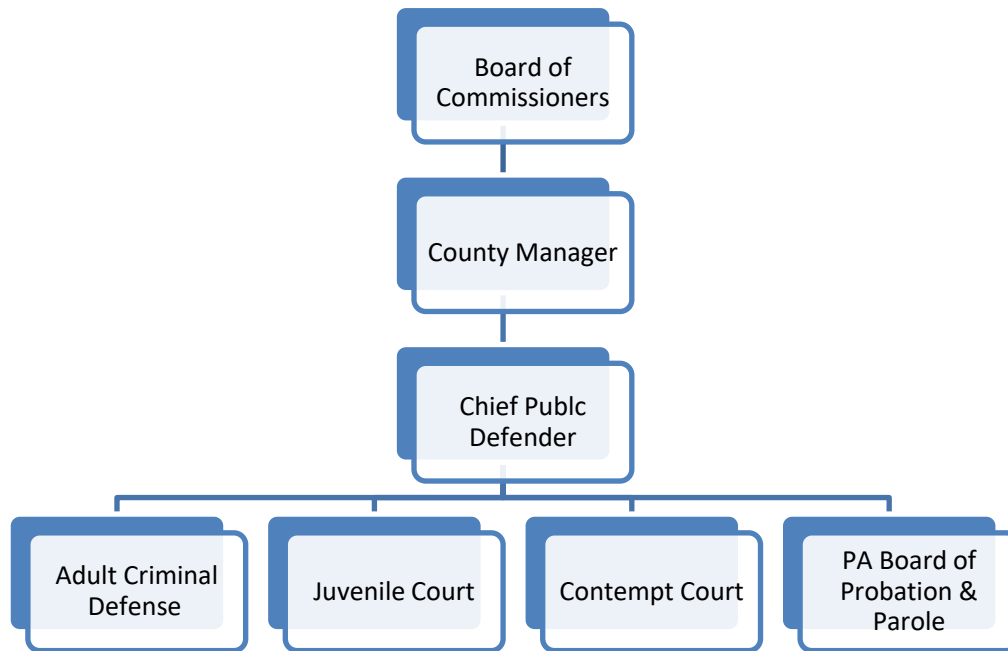 Board of
Commissioners
County Manager
Chief Publc
Defender
Adult Criminal
Defense
Juvenile Court
Contempt Court
PA Board of
Probation &
Parole